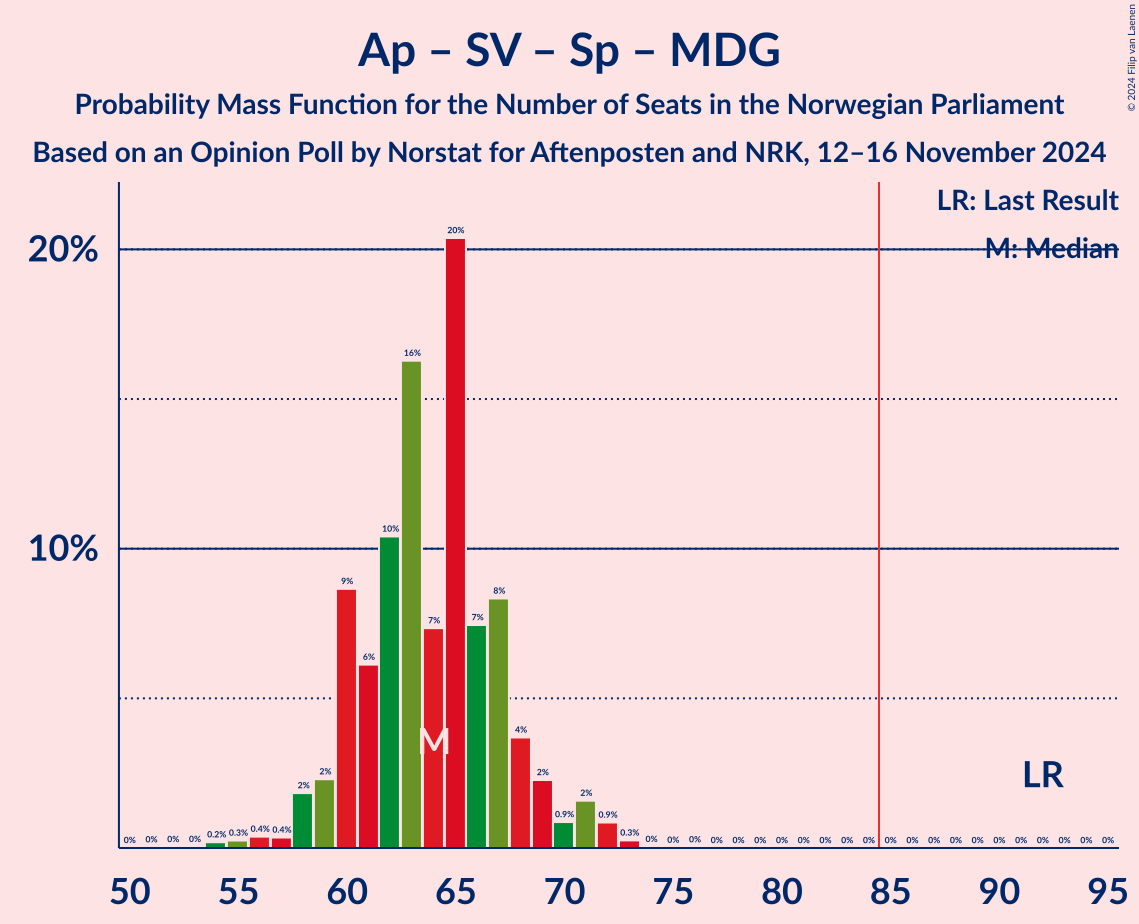 Ap – SV – Sp – MDG
Probability Mass Function for the Number of Seats in the Norwegian Parliament
Based on an Opinion Poll by Norstat for Aftenposten and NRK, 12–16 November 2024
© 2024 Filip van Laenen
LR: Last Result
M: Median
20%
10%
0% 0% 0% 0% 0.2% 0.3% 0.4% 0.4% 2% 2% 9% 6% 10% 16% 7% 20% 7% 8% 4% 2% 0.9% 2% 0.9% 0.3% 0% 0% 0% 0% 0% 0% 0% 0% 0% 0% 0% 0% 0% 0% 0% 0% 0% 0% 0% 0% 0% 0%
M
LR
50 55 60 65 70 75 80 85 90 95